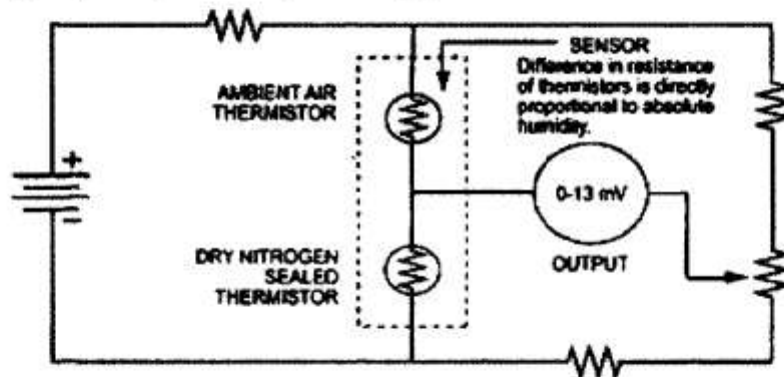 SENSOR
Difference in resistance
of thermistors is directly
proportional to absolute
humidity.
AMBIENT AIR
THERMISTOR
+
0-13 mV
-
DRY NITROGEN
SEALED
THERMISTOR
OUTPUT